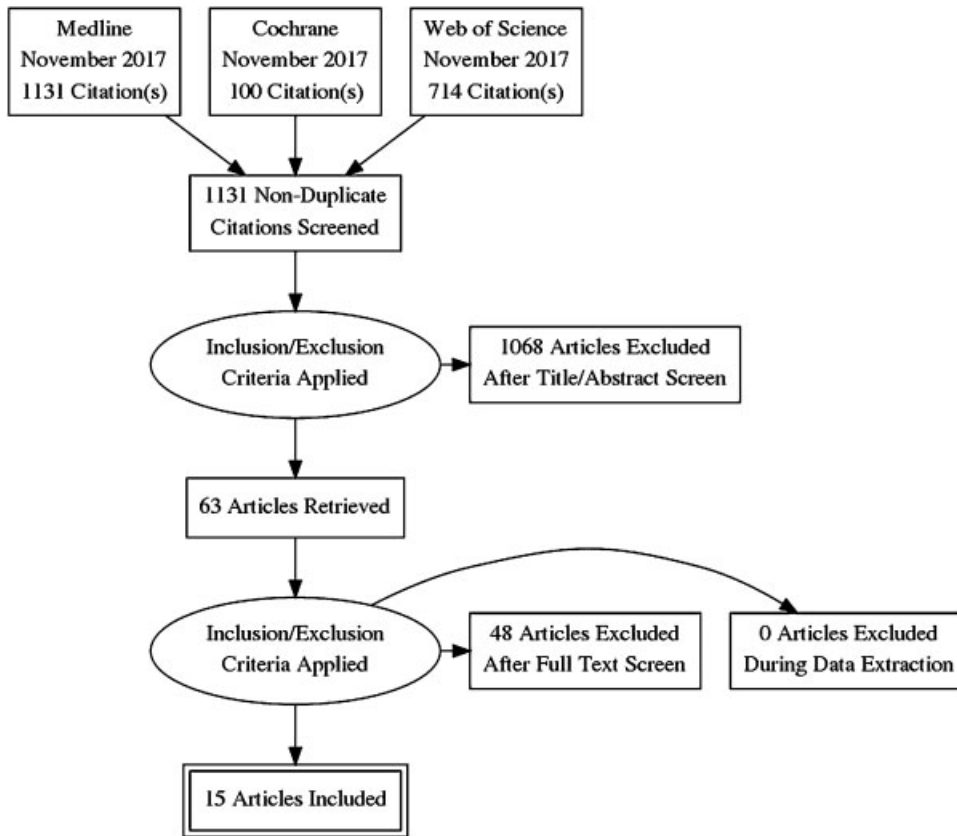 Medline
November 2017
1131 Citation(s)
Cochrane
November 2017
100 Citation(s)
Web of Science
November 2017
714 Citation(s)
1131 Non-Duplicate
Citations Screened
Inclusion/Exclusion
Criteria Applied
1068 Articles Excluded
After Title/Abstract Screen
63 Articles Retrieved
Inclusion/Exclusion
Criteria Applied
48 Articles Excluded
After Full Text Screen
0 Articles Excluded
During Data Extraction
15 Articles Included